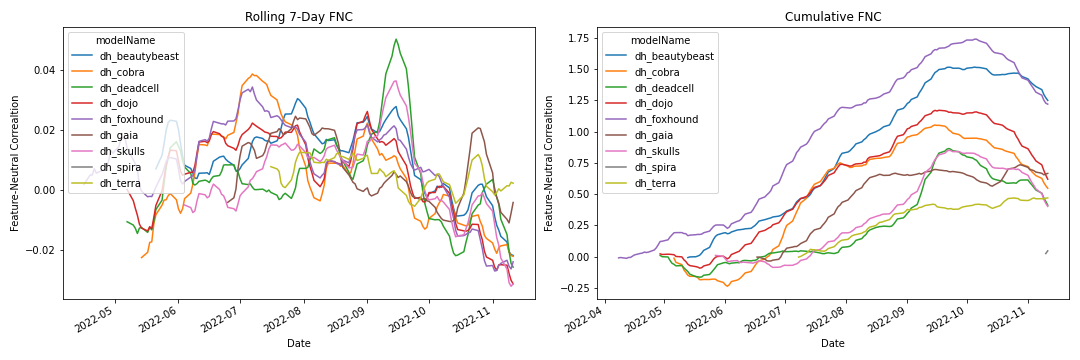 Rolling 7-Day FNC
Feature-Neutral Correaltion
0.04
0.02
0.00
−0.02
modelName
dh_beautybeast
dh_cobra
dh_deadcell
dh_dojo
dh_foxhound
dh_gaia
dh_skulls
dh_spira
dh_terra
2022-05
2022-06
2022-07
2022-08
2022-09
2022-10
2022-11
Date
Cumulative FNC
Feature-Neutral Correaltion
1.75
1.50
1.25
1.00
0.75
0.50
0.25
0.00
−0.25
modelName
dh_beautybeast
dh_cobra
dh_deadcell
dh_dojo
dh_foxhound
dh_gaia
dh_skulls
dh_spira
dh_terra
2022-04
2022-05
2022-06
2022-07
2022-08
2022-09
2022-10
2022-11
Date